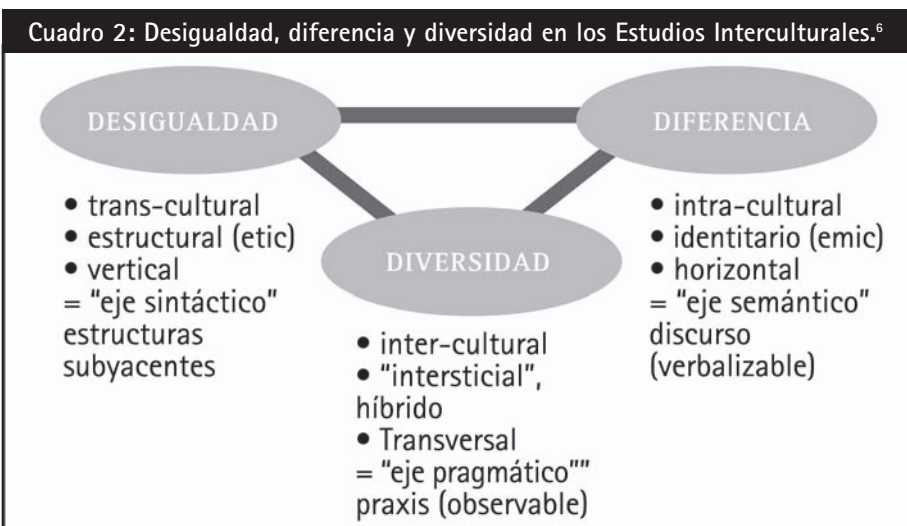 Cuadro 2: Desigualdad, diferencia y diversidad en los Estudios Interculturales.⁶
DESIGUALDAD
• trans-cultural
• estructural (etic)
• vertical
= “eje sintáctico”
estructuras
subyacentes
DIVERSIDAD
• inter-cultural
• “intersticial”,
híbrido
• Transversal
= “eje pragmático””
praxis (observable)
DIFERENCIA
• intra-cultural
• identitario (emic)
• horizontal
= “eje semántico”
discurso
(verbalizable)